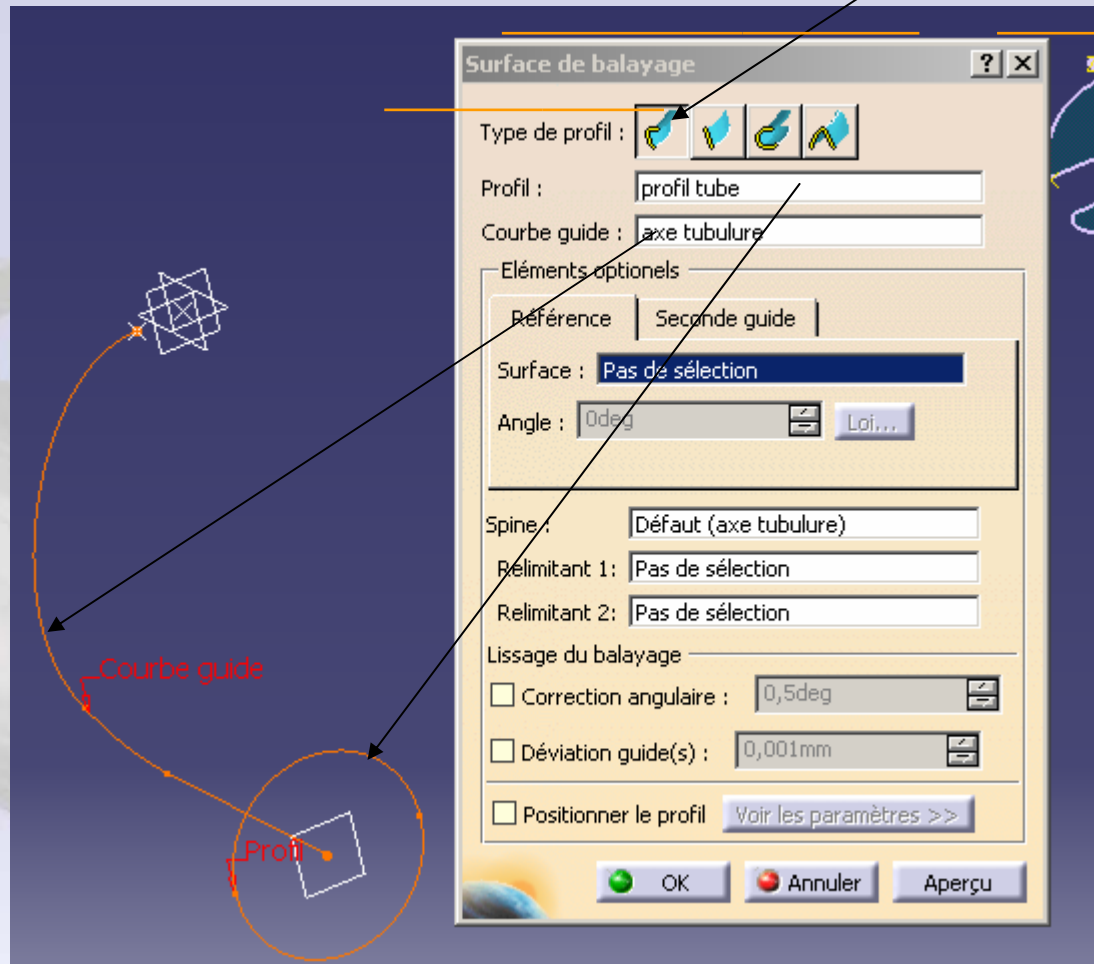 Surface de balayage
Type de profil :
Profil : profil tube
Courbe guide : axe tubulure
Eléments optionels
Référence Seconde guide
Surface : Pas de sélection
Angle : 0deg Loi...
Spine : Défaut (axe tubulure)
Relimitant 1: Pas de sélection
Relimitant 2: Pas de sélection
Lissage du balayage
Correction angulaire : 0,5deg
Déviation guide(s) : 0,001mm
Positionner le profil Voir les paramètres >>
OK Annuler Aperçu
Courbe guide
Profil